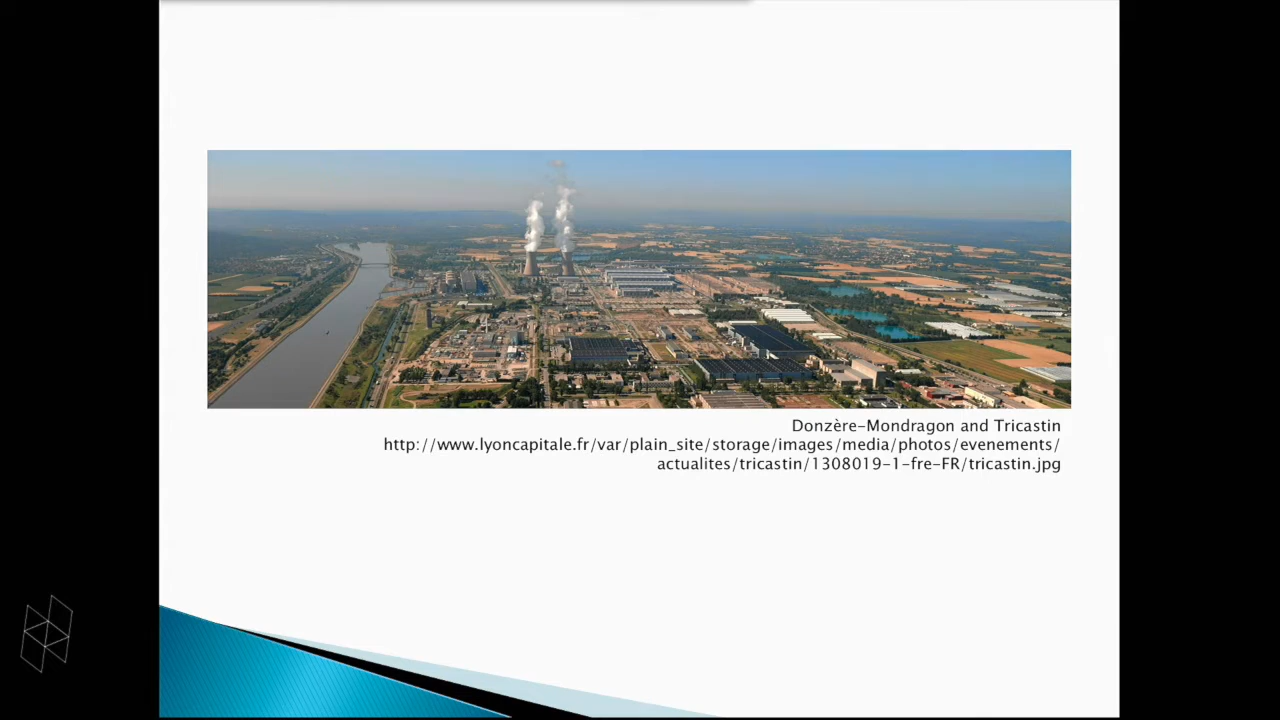 Donzère-Mondragon and Tricastin
http://www.lyoncapitale.fr/var/plain_site/storage/images/media/photos/evenements/
actualites/tricastin/1308019-1-fre-FR/tricastin.jpg